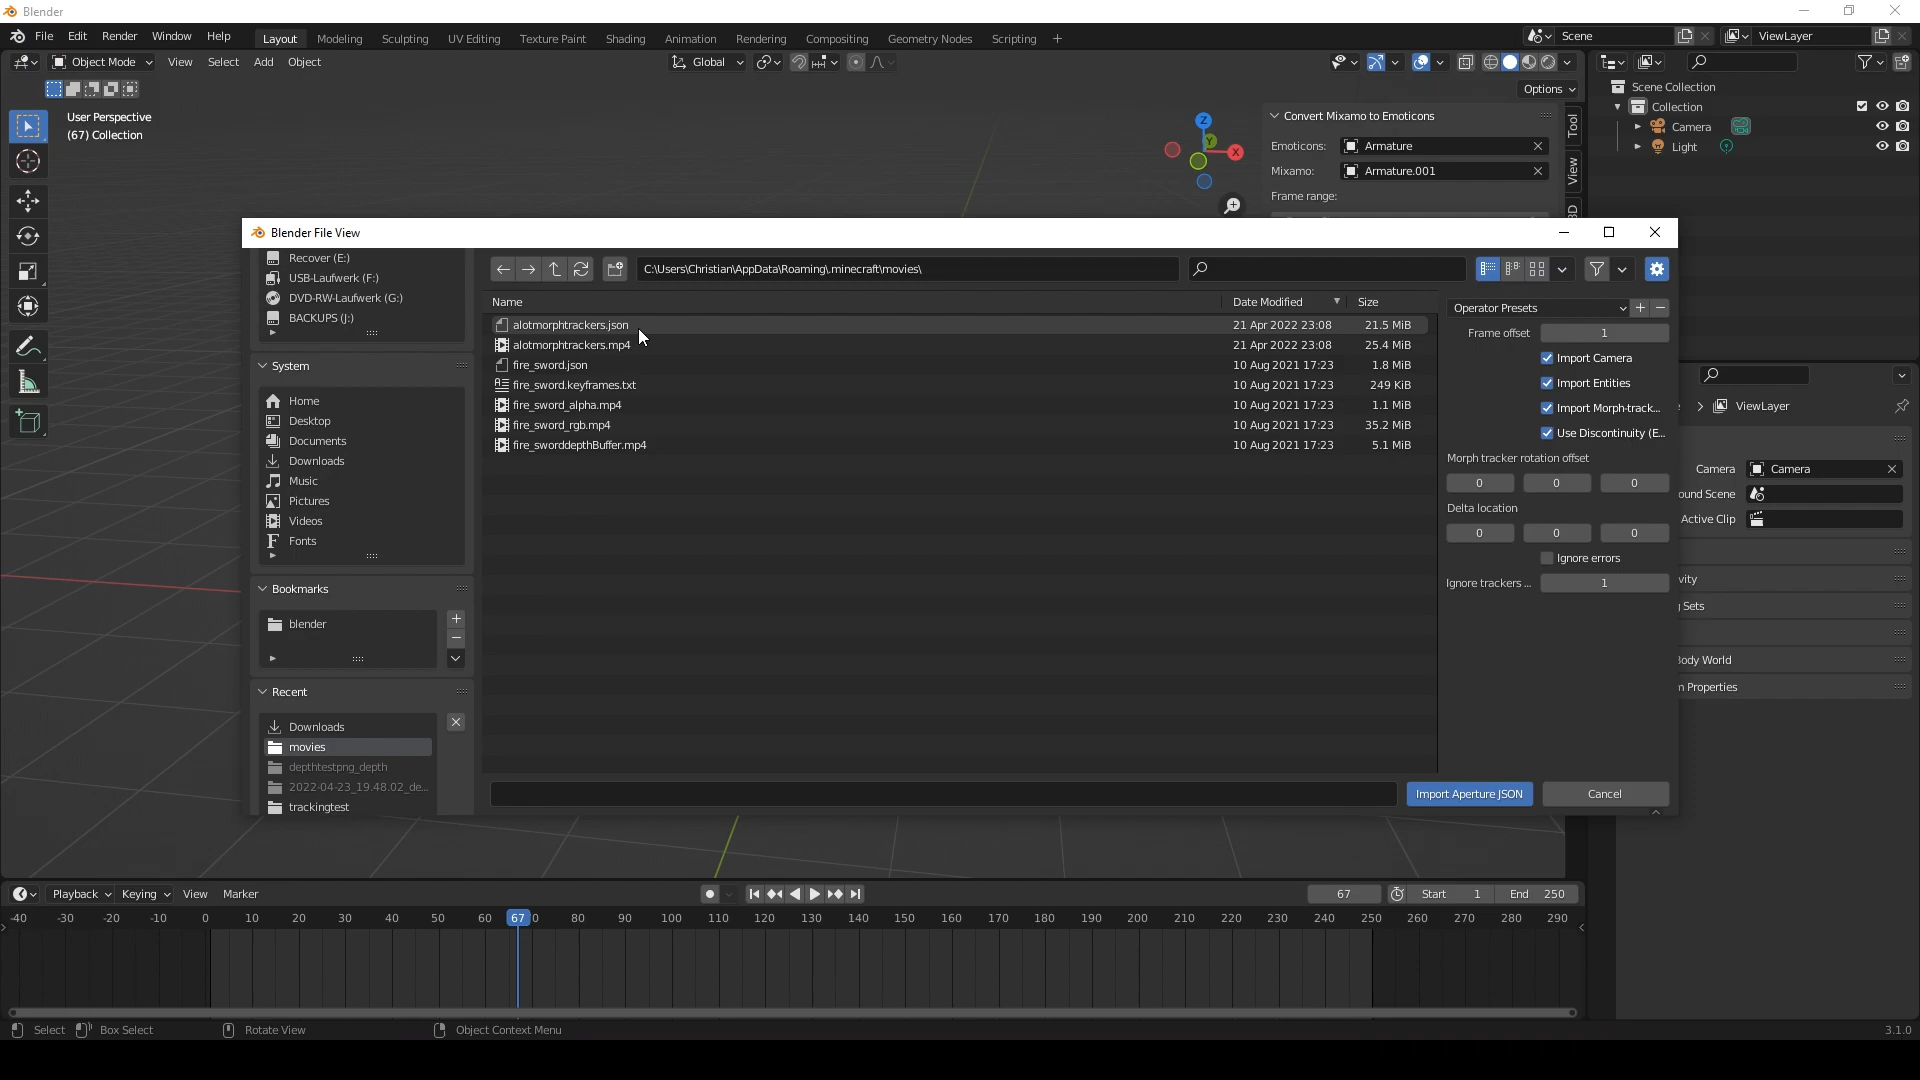 Blender
File Edit Render Window Help Layout Modeling Sculpting UV Editing Texture Paint Shading Animation Rendering Compositing Geometry Nodes Scripting + Scene ViewLayer
Object Mode View Select Add Object Global
Options
User Perspective
(67) Collection
Scene Collection
Collection
Camera
Light
Z
Y
X
Convert Mixamo to Emoticons
Emoticons: Armature
Mixamo: Armature.001
Frame range:
Tool
View
Blender File View
Recover (E:)
USB-Laufwerk (F:)
DVD-RW-Laufwerk (G:)
BACKUPS (J:)
System
Home
Desktop
Documents
Downloads
Music
Pictures
Videos
Fonts
Bookmarks
blender
Recent
Downloads
movies
depthtestpng_depth
2022-04-23_19.48.02_de...
trackingtest
C:\Users\Christian\AppData\Roaming\.minecraft\movies\
Name Date Modified Size
alotmorphtrackers.json 21 Apr 2022 23:08 21.5 MiB
alotmorphtrackers.mp4 21 Apr 2022 23:08 25.4 MiB
fire_sword.json 10 Aug 2021 17:23 1.8 MiB
fire_sword.keyframes.txt 10 Aug 2021 17:23 249 KiB
fire_sword_alpha.mp4 10 Aug 2021 17:23 1.1 MiB
fire_sword_rgb.mp4 10 Aug 2021 17:23 35.2 MiB
fire_sworddepthBuffer.mp4 10 Aug 2021 17:23 5.1 MiB
Operator Presets
Frame offset 1
Import Camera
Import Entities
Import Morph-track...
Use Discontinuity (E...
Morph tracker rotation offset
0 0 0
Delta location
0 0 0
Ignore errors
Ignore trackers ... 1
Import Aperture JSON Cancel
ViewLayer
Camera Camera
ound Scene
Active Clip
vity
Sets
Body World
Properties
Playback Keying View Marker 67 Start 1 End 250
-40 -30 -20 -10 0 10 20 30 40 50 60 67 0 80 90 100 110 120 130 140 150 160 170 180 190 200 210 220 230 240 250 260 270 280 290
Select Box Select Rotate View Object Context Menu 3.1.0